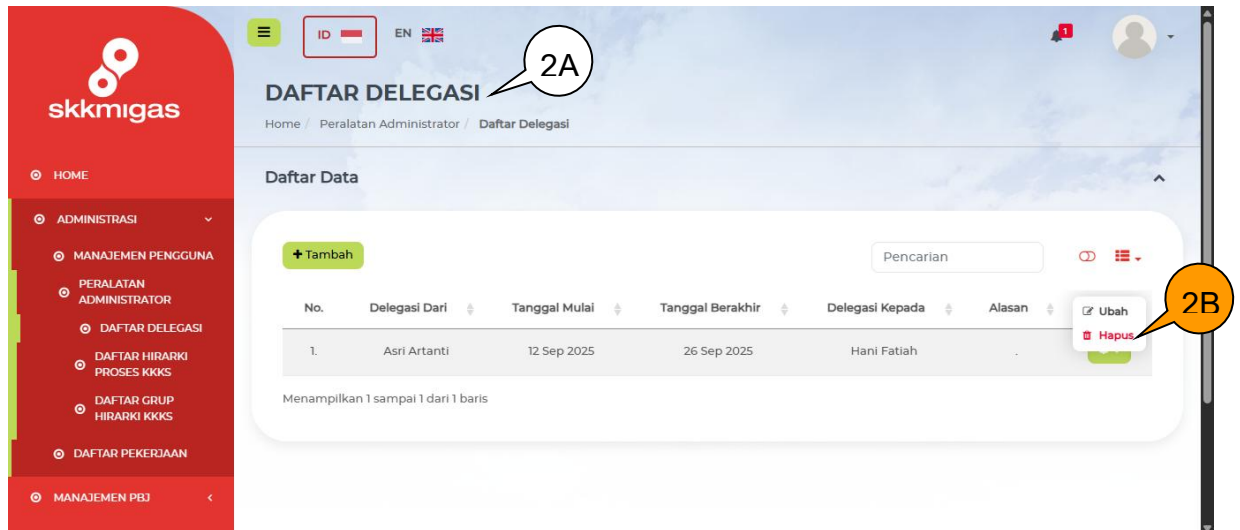 skkmigas
ID EN
1
2A
DAFTAR DELEGASI
Home / Peralatan Administrator / Daftar Delegasi
HOME
ADMINISTRASI
MANAJEMEN PENGGUNA
PERALATAN
ADMINISTRATOR
DAFTAR DELEGASI
DAFTAR HIRARKI
PROSES KKKS
DAFTAR GRUP
HIRARKI KKKS
DAFTAR PEKERJAAN
MANAJEMEN PBJ
Daftar Data
+ Tambah
Pencarian
No. Delegasi Dari Tanggal Mulai Tanggal Berakhir Delegasi Kepada Alasan
Ubah
Hapus
2B
1. Asri Artanti 12 Sep 2025 26 Sep 2025 Hani Fatiah .
Menampilkan 1 sampai 1 dari 1 baris